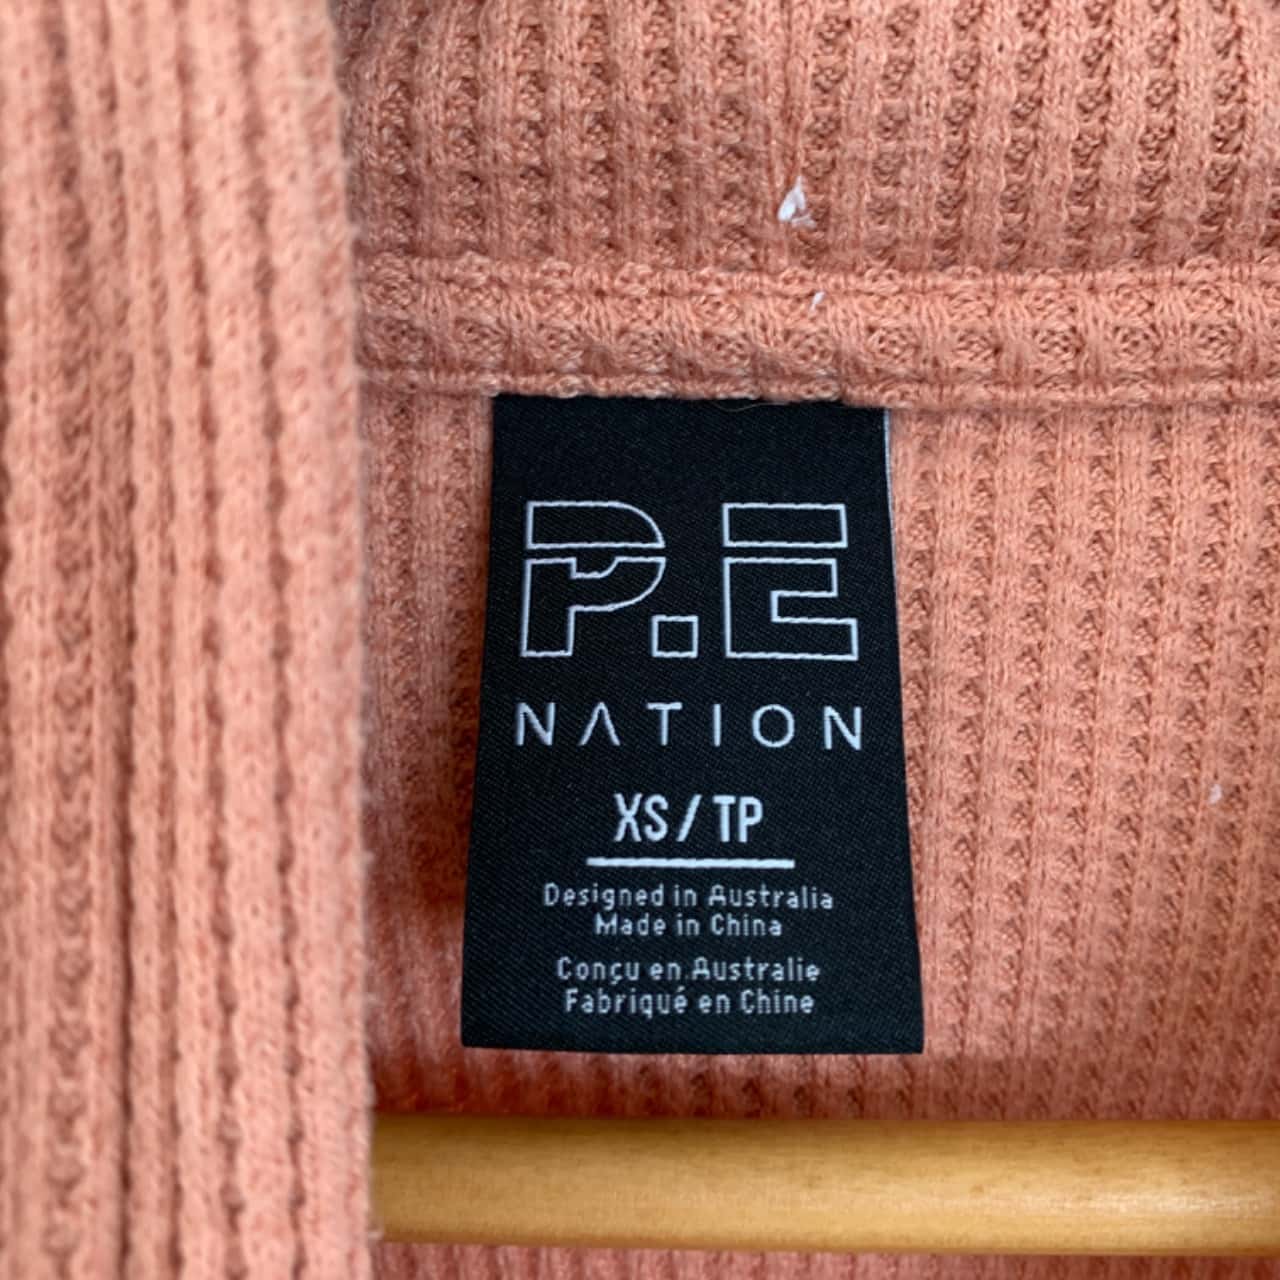 P.E
NATION
XS / TP
Designed in Australia
Made in China
Conçu en Australie
Fabriqué en Chine